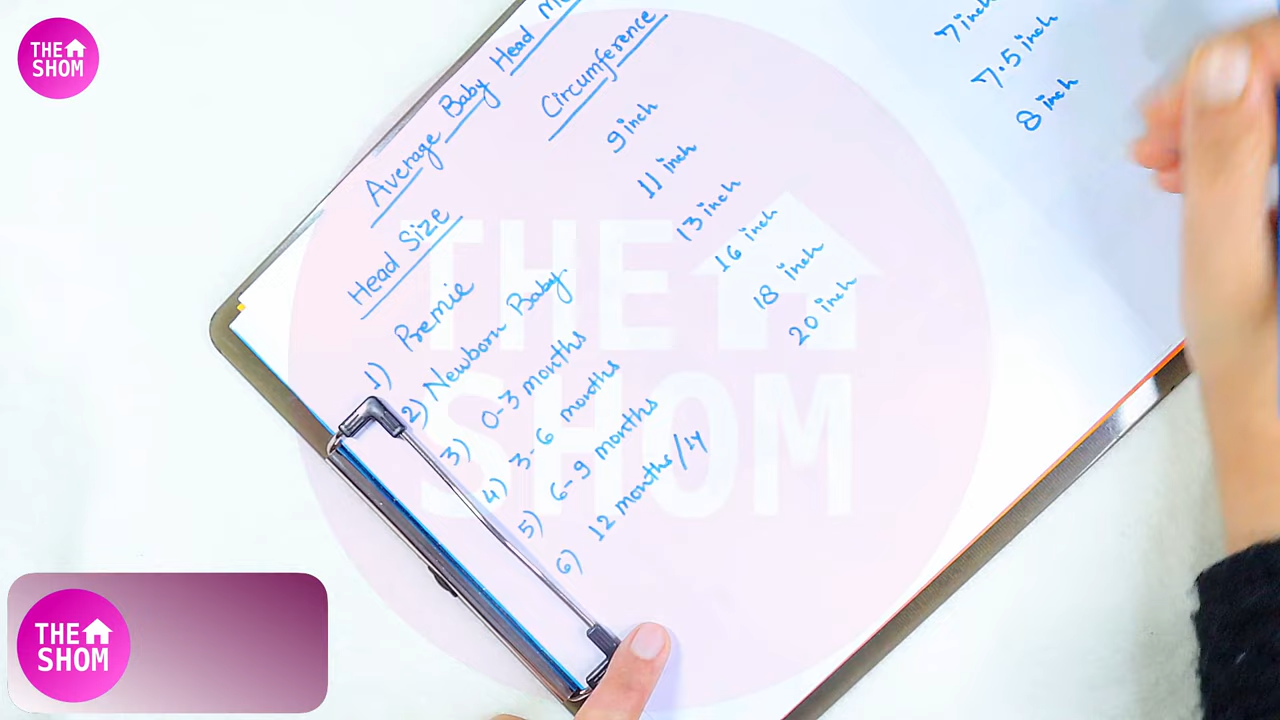 THE SHOM
Average Baby Head
Head Size Circumference
1) Premie 9 inch
2) Newborn Baby 11 inch
3) 0-3 months 13 inch
4) 3-6 months 16 inch 7 inch
5) 6-9 months 18 inch 7.5 inch
6) 12 months/1Y 20 inch 8 inch
THE SHOM
THE SHOM